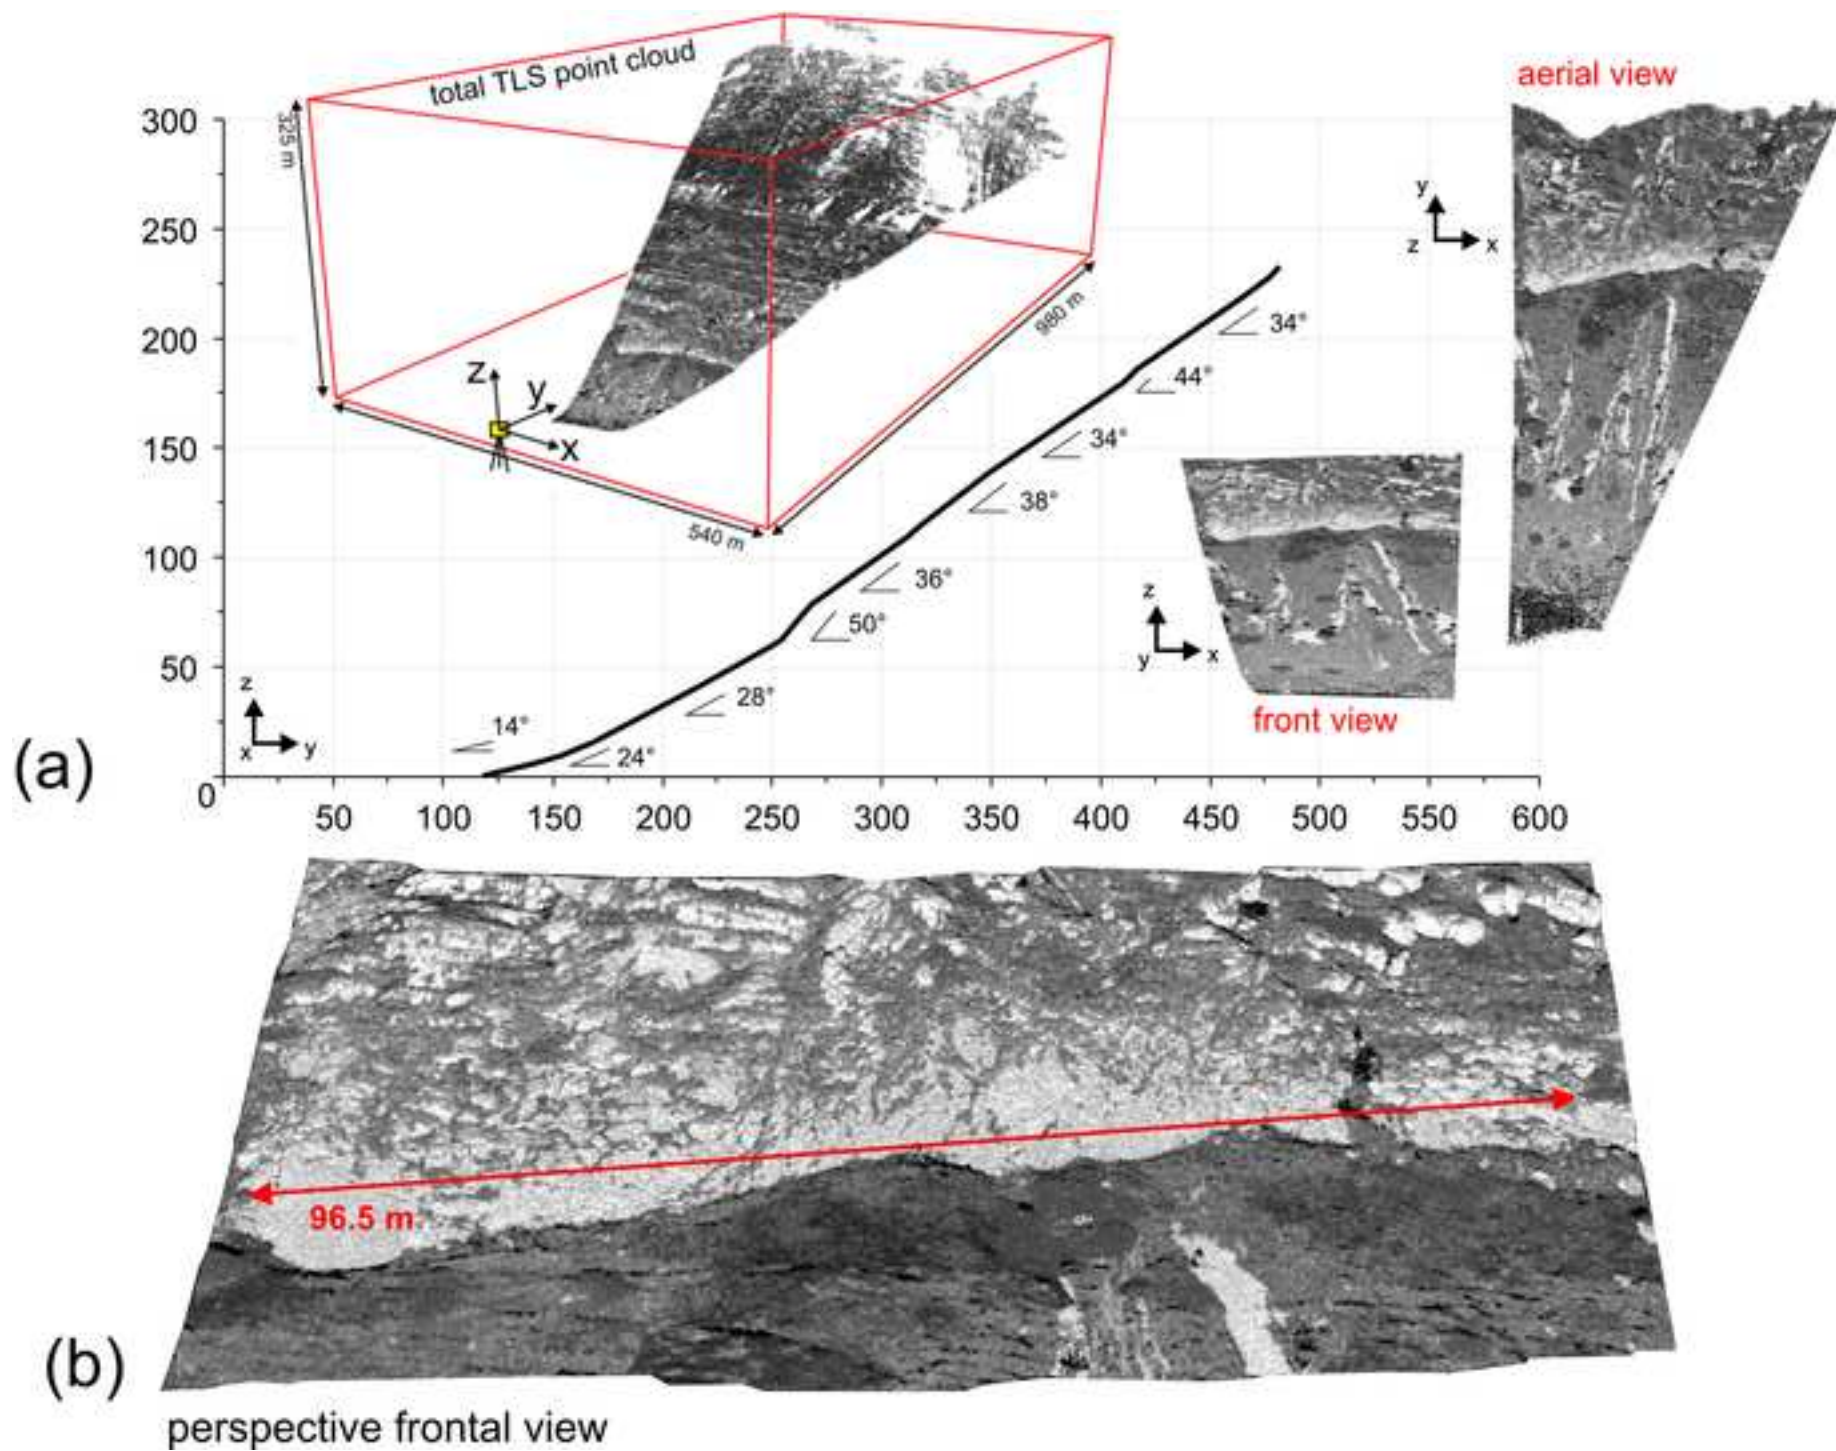 total TLS point cloud
aerial view
300
325 m
y
z x
250
980 m
34°
200
z
y
44°
x
150
34°
38°
540 m
100
36°
z
y x
50°
50
28°
front view
z
x y
14°
24°
(a)
0
50 100 150 200 250 300 350 400 450 500 550 600
96.5 m
(b)
perspective frontal view